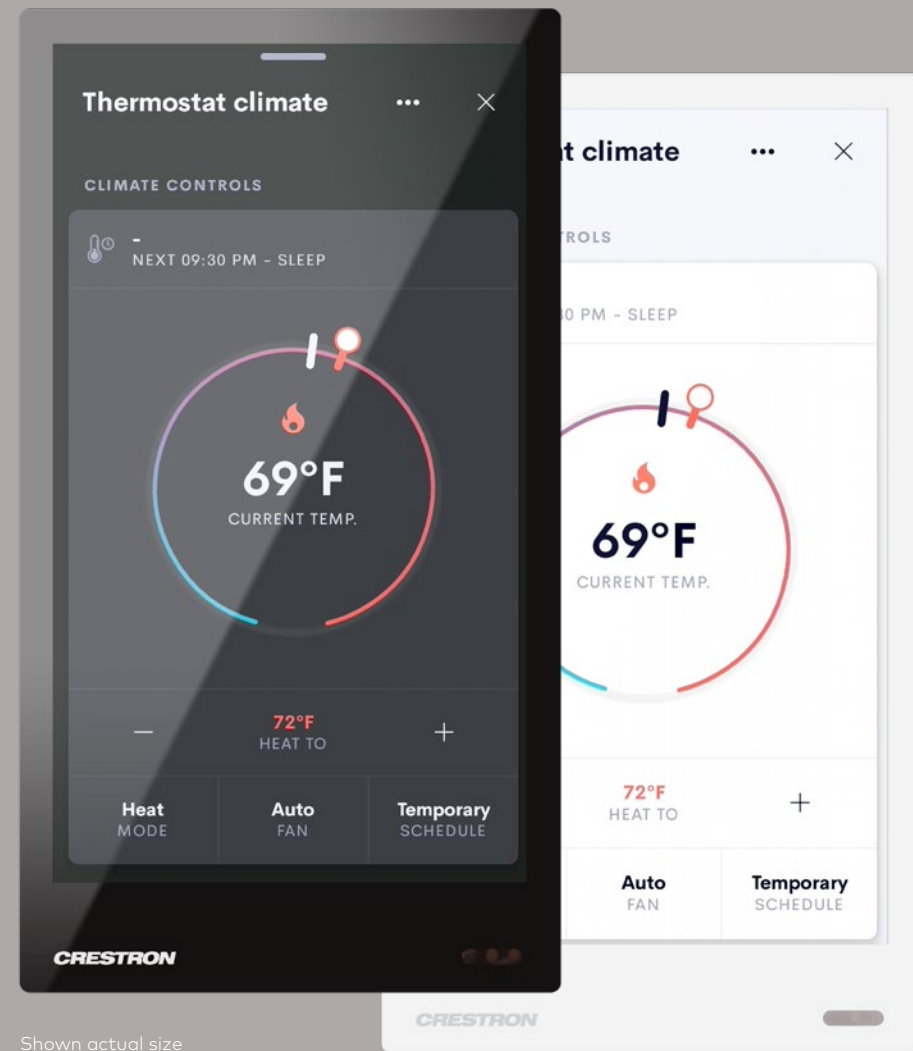 Thermostat climate
CLIMATE CONTROLS
-
NEXT 09:30 PM - SLEEP
69°F
CURRENT TEMP.
72°F
HEAT TO
Heat
MODE
Auto
FAN
Temporary
SCHEDULE
CRESTRON
Shown actual size
t climate
ROLS
0 PM - SLEEP
69°F
CURRENT TEMP.
72°F
HEAT TO
Auto
FAN
Temporary
SCHEDULE
CRESTRON